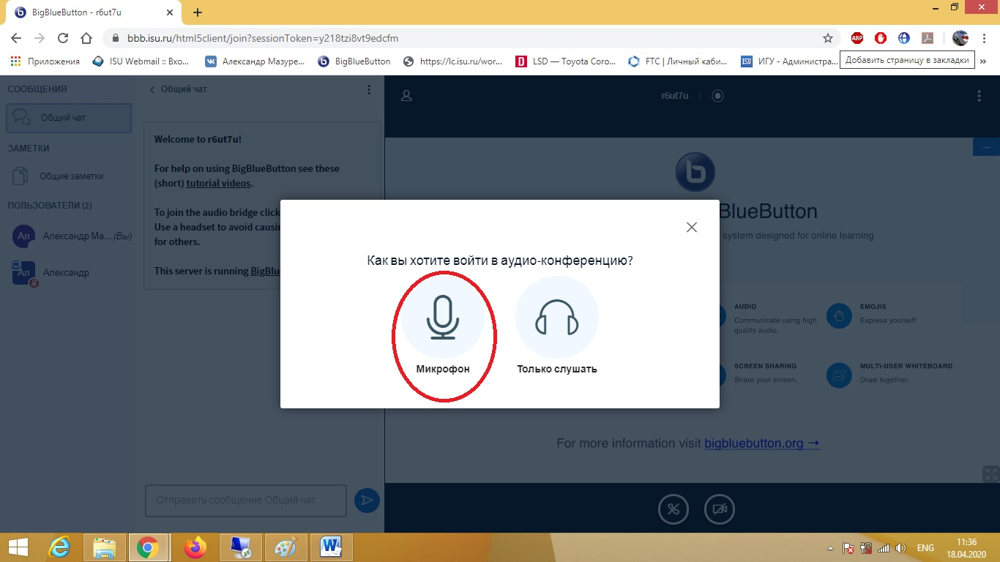 BigBlueButton - r6ut7u
bbb.isu.ru/html5client/join?sessionToken=y218tzi8vt9edcfm
ABP
Приложения
ISU Webmail :: Вхо...
Александр Мазуре...
BigBlueButton
https://lc.isu.ru/wor...
LSD — Toyota Coro...
FTC | Личный каби...
ISU
ИГУ - Администра...
Добавить страницу в закладки
»
СООБЩЕНИЯ
Общий чат
ЗАМЕТКИ
Общие заметки
ПОЛЬЗОВАТЕЛИ (2)
Ал
Александр Ма...(Вы)
Ал
Александр
Общий чат
Welcome to r6ut7u!
For help on using BigBlueButton see these
(short) tutorial videos.
To join the audio bridge click
Use a headset to avoid causin
for others.
This server is running BigBlu
Отправить сообщение Общий чат
r6ut7u
BlueButton
system designed for online learning
AUDIO
Communicate using high
quality audio.
EMOJIS
Express yourself.
SCREEN SHARING
Share your screen.
MULTI-USER WHITEBOARD
Draw together.
For more information visit bigbluebutton.org →
Как вы хотите войти в аудио-конференцию?
Микрофон
Только слушать
ENG
11:36
18.04.2020